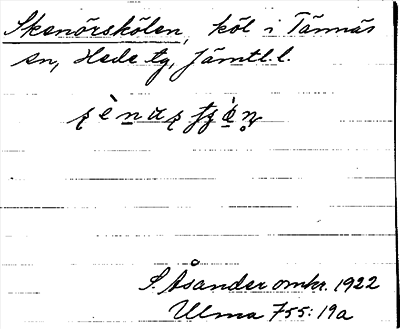 Skenörskölen, köl i Tännäs
sn, Hede tg, Jämtl. l.
S. Åsander omkr. 1922
Ulma 755:19a